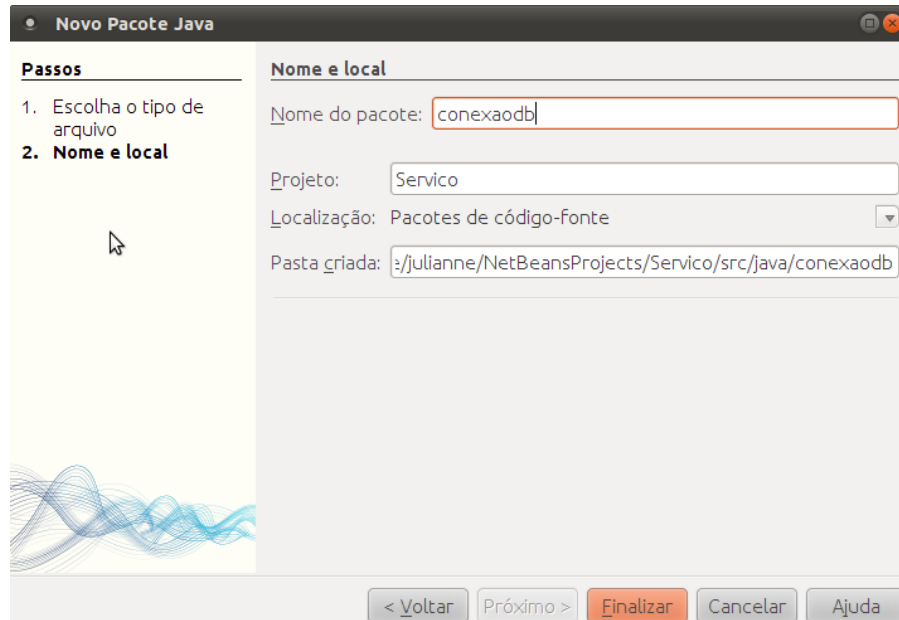 Novo Pacote Java
Passos
1. Escolha o tipo de
arquivo
2. Nome e local
Nome e local
Nome do pacote: conexaodb
Projeto: Servico
Localização: Pacotes de código-fonte
Pasta criada: e/julianne/NetBeansProjects/Servico/src/java/conexaodb
< Voltar Próximo > Finalizar Cancelar Ajuda